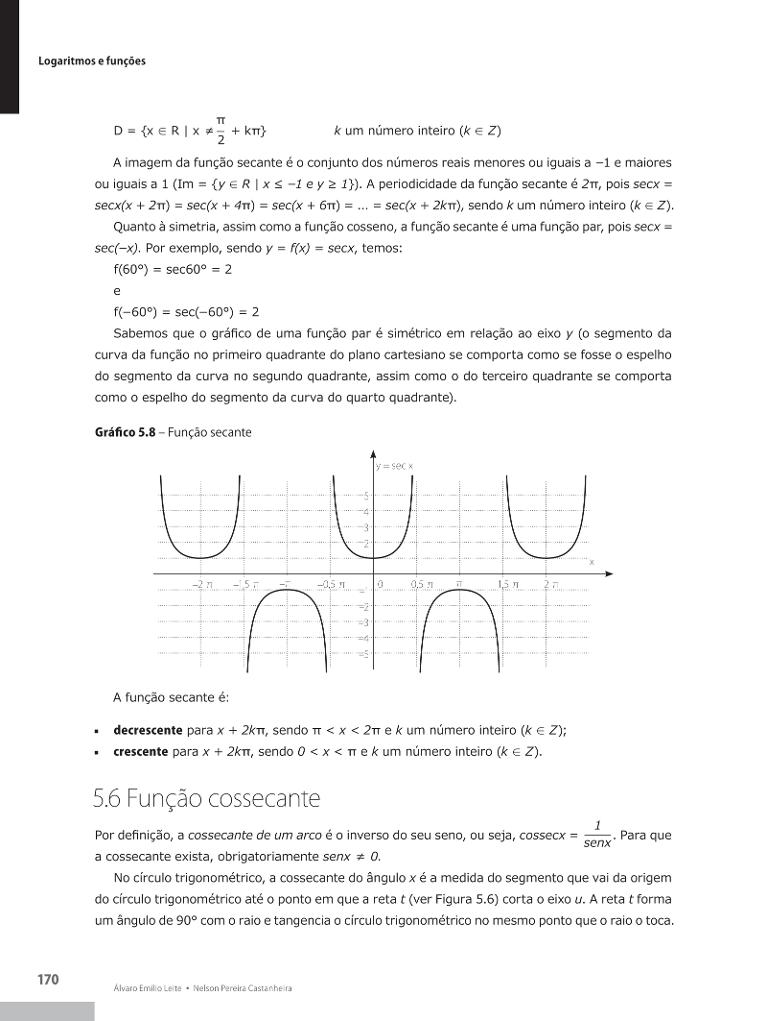 Logaritmos e funções
D = {x ∈ R | x ≠ π/2 + kπ} k um número inteiro (k ∈ Z)
A imagem da função secante é o conjunto dos números reais menores ou iguais a −1 e maiores
ou iguais a 1 (Im = {y ∈ R | x ≤ −1 e y ≥ 1}). A periodicidade da função secante é 2π, pois secx =
secx(x + 2π) = sec(x + 4π) = sec(x + 6π) = ... = sec(x + 2kπ), sendo k um número inteiro (k ∈ Z).
Quanto à simetria, assim como a função cosseno, a função secante é uma função par, pois secx =
sec(−x). Por exemplo, sendo y = f(x) = secx, temos:
f(60°) = sec60° = 2
e
f(−60°) = sec(−60°) = 2
Sabemos que o gráfico de uma função par é simétrico em relação ao eixo y (o segmento da
curva da função no primeiro quadrante do plano cartesiano se comporta como se fosse o espelho
do segmento da curva no segundo quadrante, assim como o do terceiro quadrante se comporta
como o espelho do segmento da curva do quarto quadrante).
Gráfico 5.8 – Função secante
y = sec x
5
4
3
2
x
−2 π −1,5 π −π −0,5 π 0 0,5 π π 1,5 π 2 π
−1
−2
−3
−4
−5
A função secante é:
▪ decrescente para x + 2kπ, sendo π < x < 2π e k um número inteiro (k ∈ Z);
▪ crescente para x + 2kπ, sendo 0 < x < π e k um número inteiro (k ∈ Z).
5.6 Função cossecante
Por definição, a cossecante de um arco é o inverso do seu seno, ou seja, cossecx = 1/senx. Para que
a cossecante exista, obrigatoriamente senx ≠ 0.
No círculo trigonométrico, a cossecante do ângulo x é a medida do segmento que vai da origem
do círculo trigonométrico até o ponto em que a reta t (ver Figura 5.6) corta o eixo u. A reta t forma
um ângulo de 90° com o raio e tangencia o círculo trigonométrico no mesmo ponto que o raio o toca.
170
Álvaro Emílio Leite • Nelson Pereira Castanheira